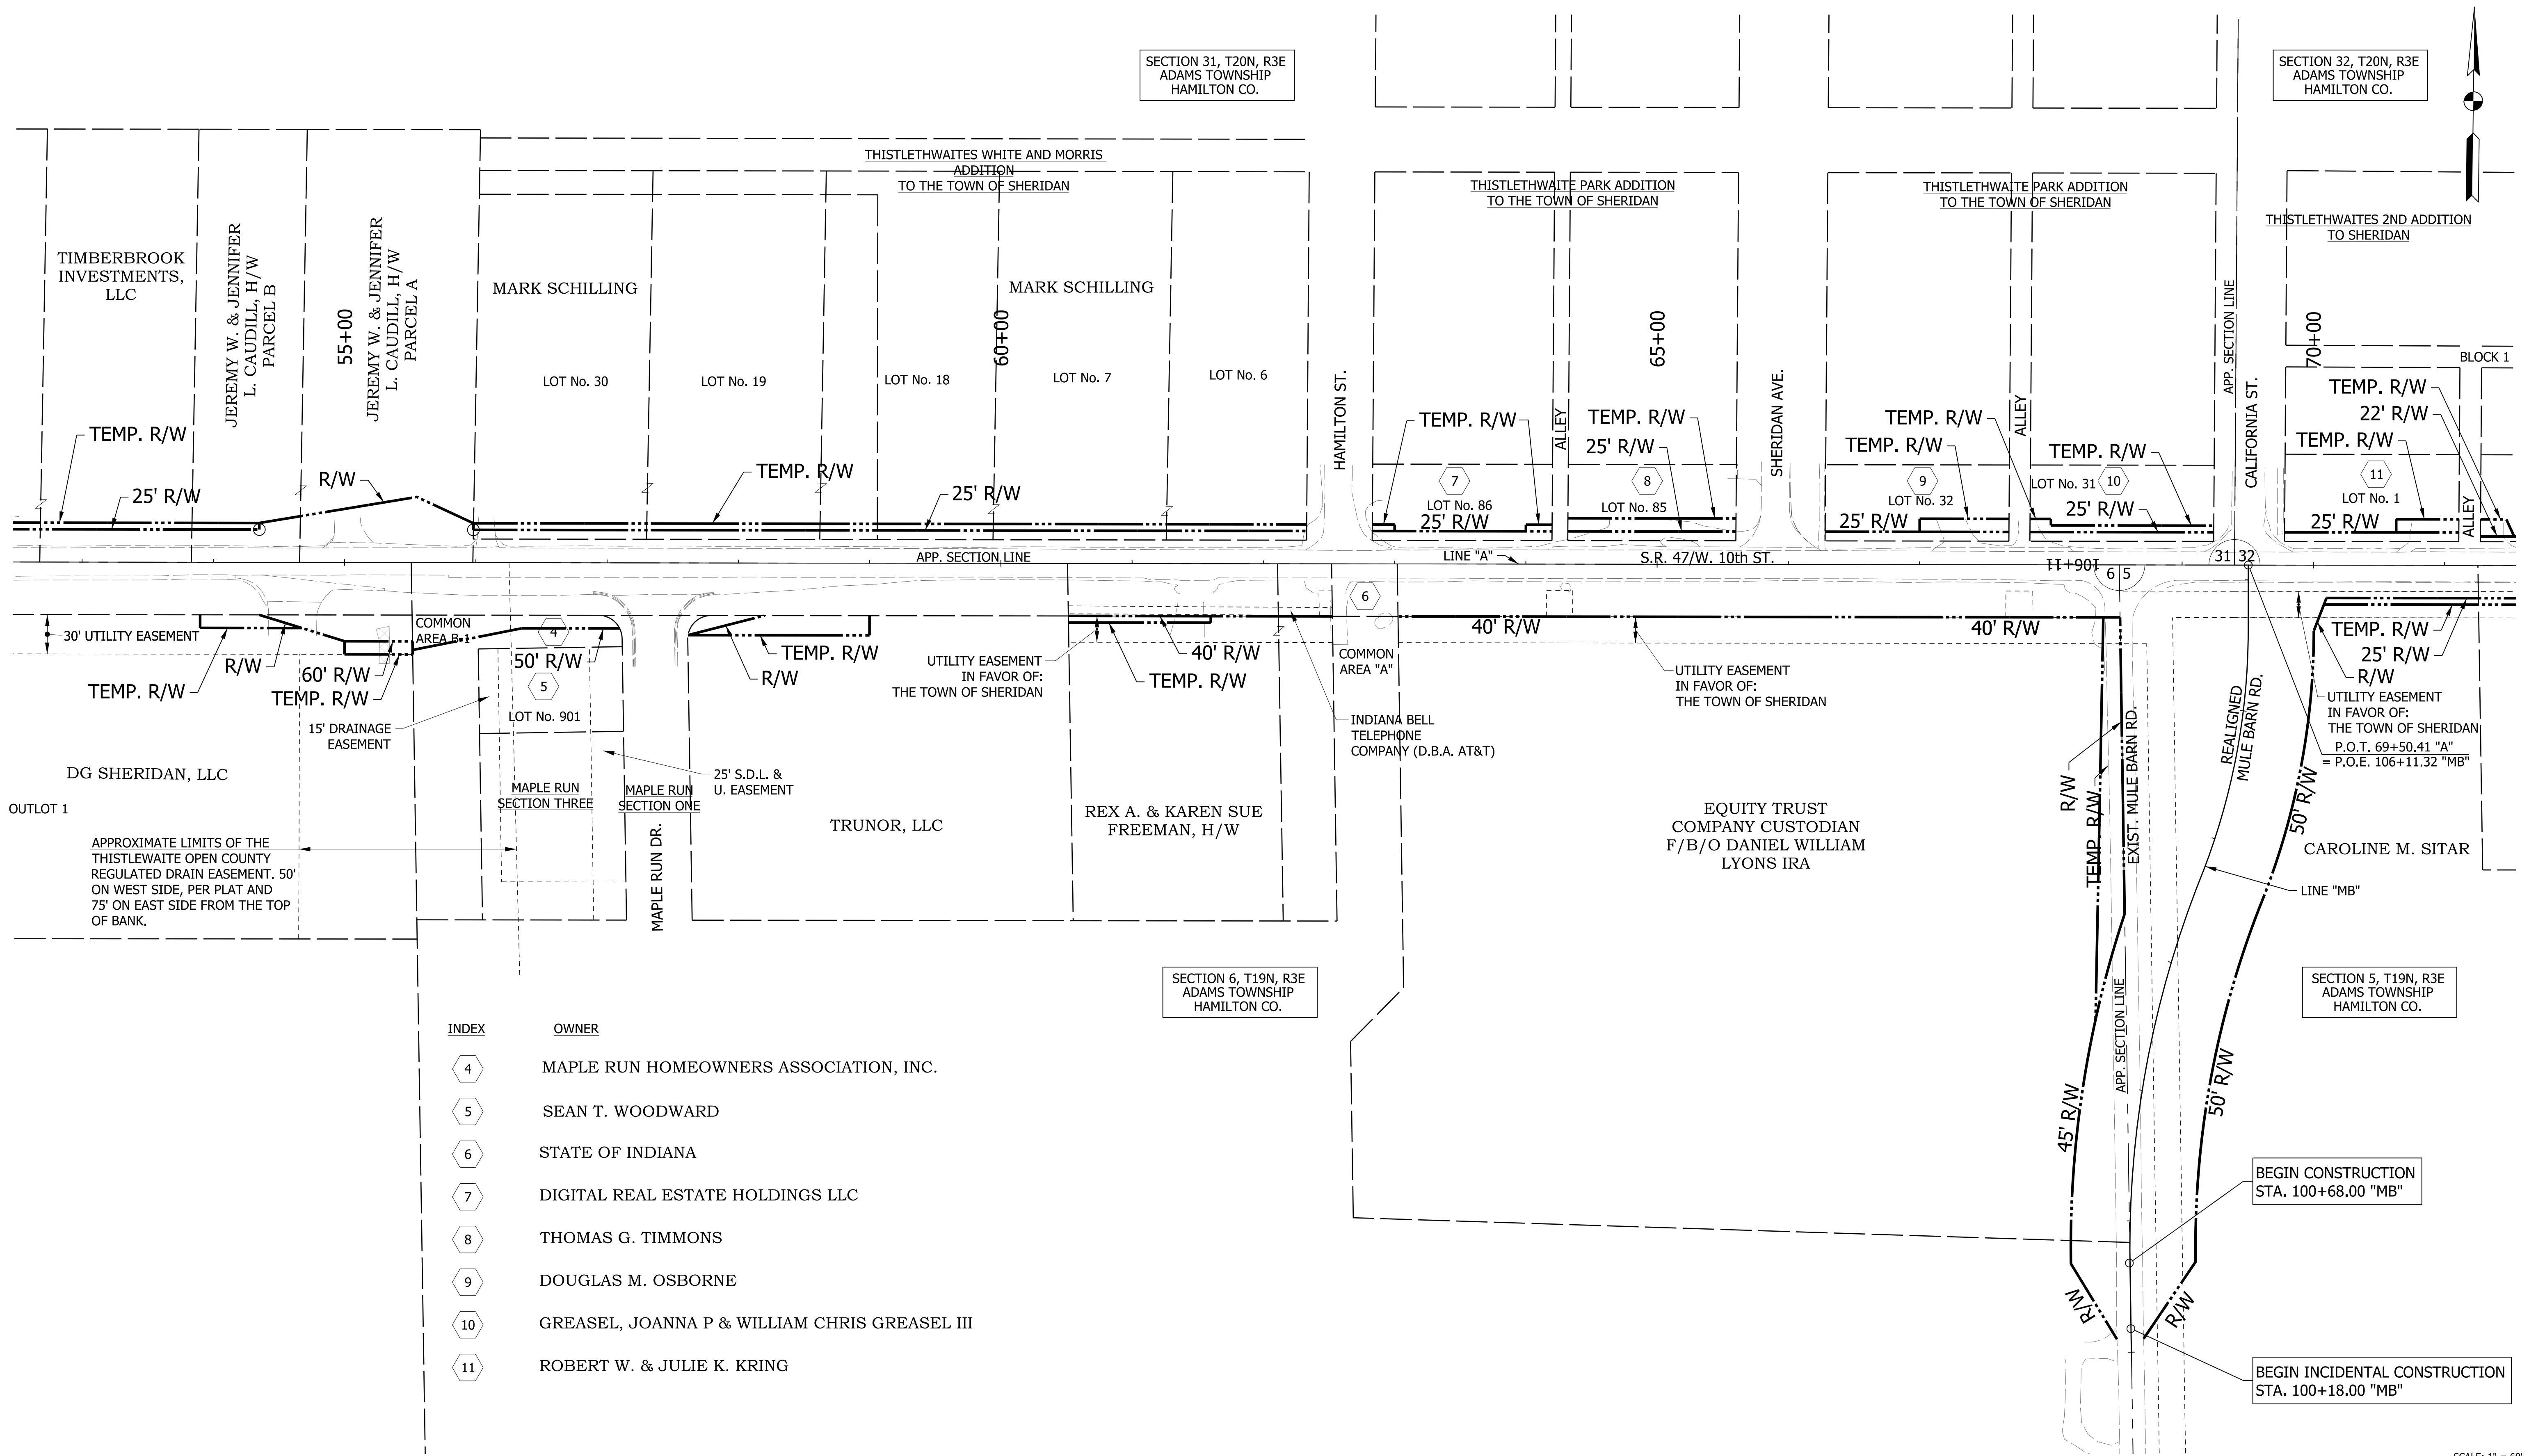 SECTION 31, T20N, R3E
ADAMS TOWNSHIP
HAMILTON CO.
SECTION 32, T20N, R3E
ADAMS TOWNSHIP
HAMILTON CO.
THISTLETHWAITES WHITE AND MORRIS
ADDITION
TO THE TOWN OF SHERIDAN
THISTLETHWAITE PARK ADDITION
TO THE TOWN OF SHERIDAN
THISTLETHWAITE PARK ADDITION
TO THE TOWN OF SHERIDAN
THISTLETHWAITES 2ND ADDITION
TO SHERIDAN
TIMBERBROOK
INVESTMENTS,
LLC
JEREMY W. & JENNIFER
L. CAUDILL, H/W
PARCEL B
55+00
JEREMY W. & JENNIFER
L. CAUDILL, H/W
PARCEL A
MARK SCHILLING
MARK SCHILLING
60+00
65+00
70+00
LOT No. 30
LOT No. 19
LOT No. 18
LOT No. 7
LOT No. 6
HAMILTON ST.
ALLEY
SHERIDAN AVE.
ALLEY
APP. SECTION LINE
CALIFORNIA ST.
BLOCK 1
ALLEY
TEMP. R/W
25' R/W
R/W
TEMP. R/W
25' R/W
TEMP. R/W
7
LOT No. 86
25' R/W
TEMP. R/W
25' R/W
8
LOT No. 85
TEMP. R/W
TEMP. R/W
9
LOT No. 32
25' R/W
TEMP. R/W
LOT No. 31
10
25' R/W
TEMP. R/W
22' R/W
TEMP. R/W
11
LOT No. 1
25' R/W
APP. SECTION LINE
LINE "A"
S.R. 47/W. 10th ST.
106+11
6 5
31 32
30' UTILITY EASEMENT
TEMP. R/W
R/W
60' R/W
TEMP. R/W
COMMON
AREA B-1
4
50' R/W
5
LOT No. 901
15' DRAINAGE
EASEMENT
TEMP. R/W
R/W
UTILITY EASEMENT
IN FAVOR OF:
THE TOWN OF SHERIDAN
40' R/W
TEMP. R/W
6
COMMON
AREA "A"
INDIANA BELL
TELEPHONE
COMPANY (D.B.A. AT&T)
40' R/W
UTILITY EASEMENT
IN FAVOR OF:
THE TOWN OF SHERIDAN
40' R/W
TEMP. R/W
25' R/W
R/W
UTILITY EASEMENT
IN FAVOR OF:
THE TOWN OF SHERIDAN
P.O.T. 69+50.41 "A"
= P.O.E. 106+11.32 "MB"
R/W
TEMP. R/W
EXIST. MULE BARN RD.
REALIGNED
MULE BARN RD.
50' R/W
DG SHERIDAN, LLC
OUTLOT 1
APPROXIMATE LIMITS OF THE
THISTLEWAITE OPEN COUNTY
REGULATED DRAIN EASEMENT. 50'
ON WEST SIDE, PER PLAT AND
75' ON EAST SIDE FROM THE TOP
OF BANK.
MAPLE RUN
SECTION THREE
MAPLE RUN
SECTION ONE
25' S.D.L. &
U. EASEMENT
MAPLE RUN DR.
TRUNOR, LLC
REX A. & KAREN SUE
FREEMAN, H/W
EQUITY TRUST
COMPANY CUSTODIAN
F/B/O DANIEL WILLIAM
LYONS IRA
CAROLINE M. SITAR
LINE "MB"
SECTION 6, T19N, R3E
ADAMS TOWNSHIP
HAMILTON CO.
SECTION 5, T19N, R3E
ADAMS TOWNSHIP
HAMILTON CO.
APP. SECTION LINE
45' R/W
50' R/W
R/W
R/W
BEGIN CONSTRUCTION
STA. 100+68.00 "MB"
BEGIN INCIDENTAL CONSTRUCTION
STA. 100+18.00 "MB"
INDEX OWNER
4 MAPLE RUN HOMEOWNERS ASSOCIATION, INC.
5 SEAN T. WOODWARD
6 STATE OF INDIANA
7 DIGITAL REAL ESTATE HOLDINGS LLC
8 THOMAS G. TIMMONS
9 DOUGLAS M. OSBORNE
10 GREASEL, JOANNA P & WILLIAM CHRIS GREASEL III
11 ROBERT W. & JULIE K. KRING